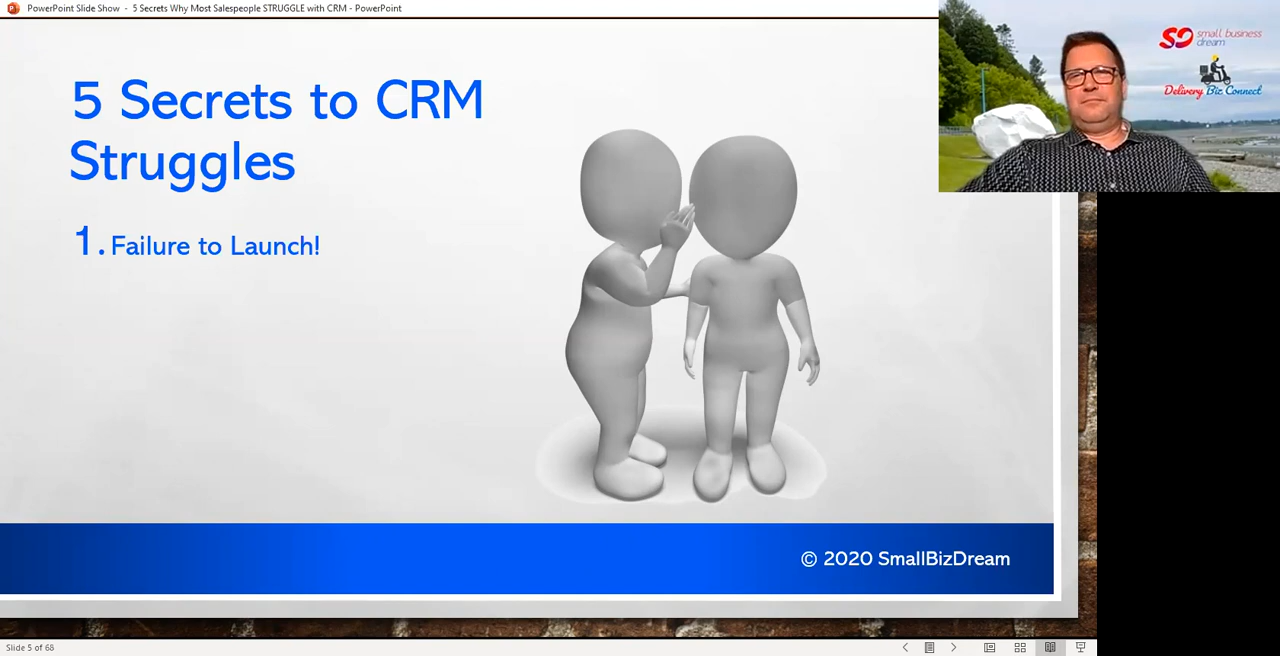 PowerPoint Slide Show - 5 Secrets Why Most Salespeople STRUGGLE with CRM - PowerPoint
5 Secrets to CRM
Struggles
1. Failure to Launch!
© 2020 SmallBizDream
SD small business
dream
Delivery Biz Connect
Slide 5 of 68